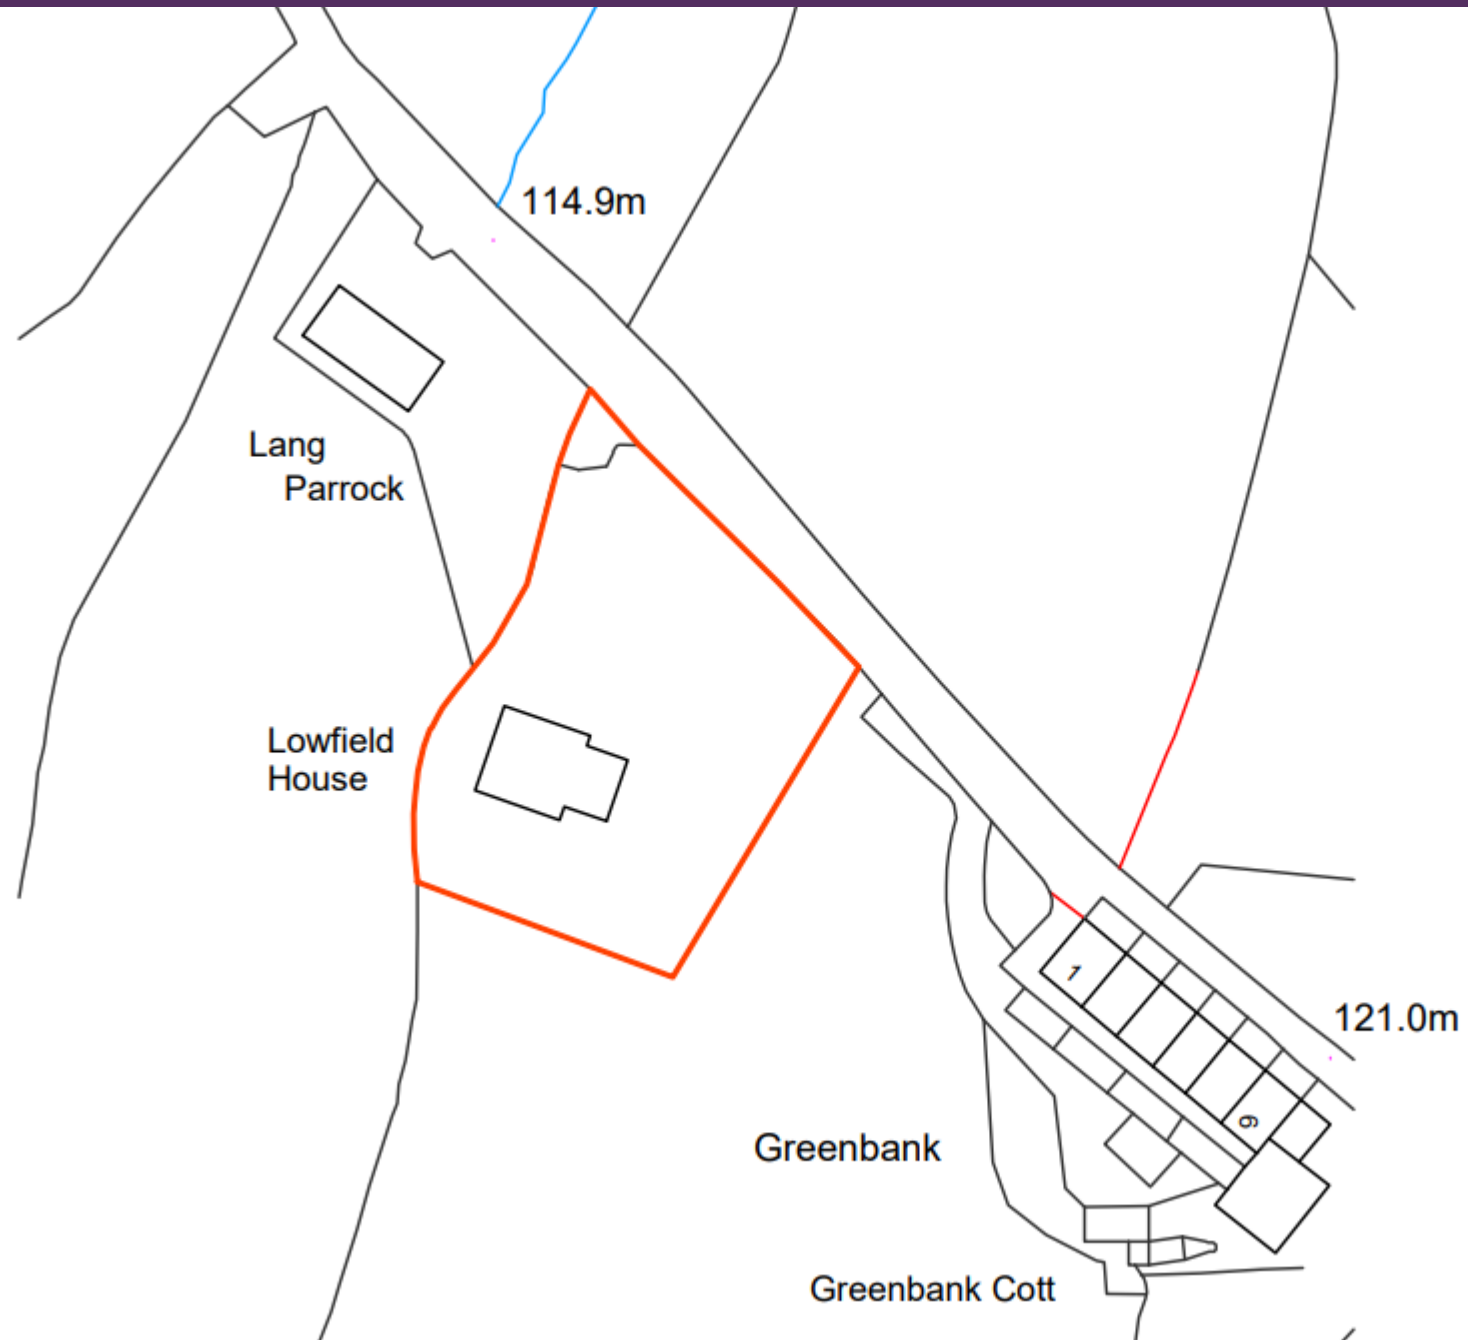 114.9m
Lang
Parrock
Lowfield
House
1
121.0m
6
Greenbank
Greenbank Cott